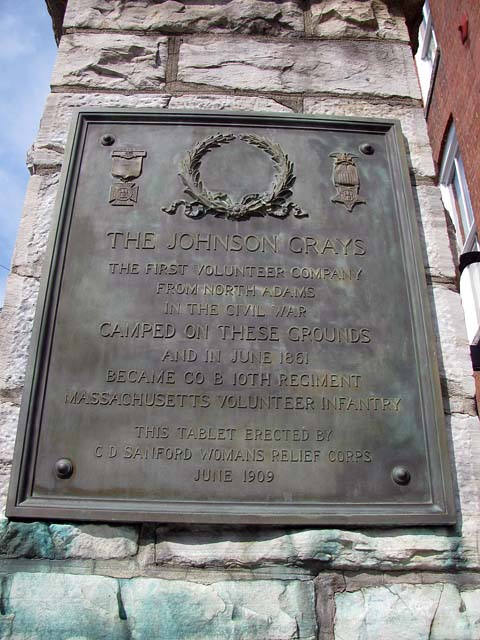 THE JOHNSON GRAYS
THE FIRST VOLUNTEER COMPANY
FROM NORTH ADAMS
IN THE CIVIL WAR
CAMPED ON THESE GROUNDS
AND IN JUNE 1861
BECAME CO B 10TH REGIMENT
MASSACHUSETTS VOLUNTEER INFANTRY
THIS TABLET ERECTED BY
C D SANFORD WOMANS RELIEF CORPS
JUNE 1909